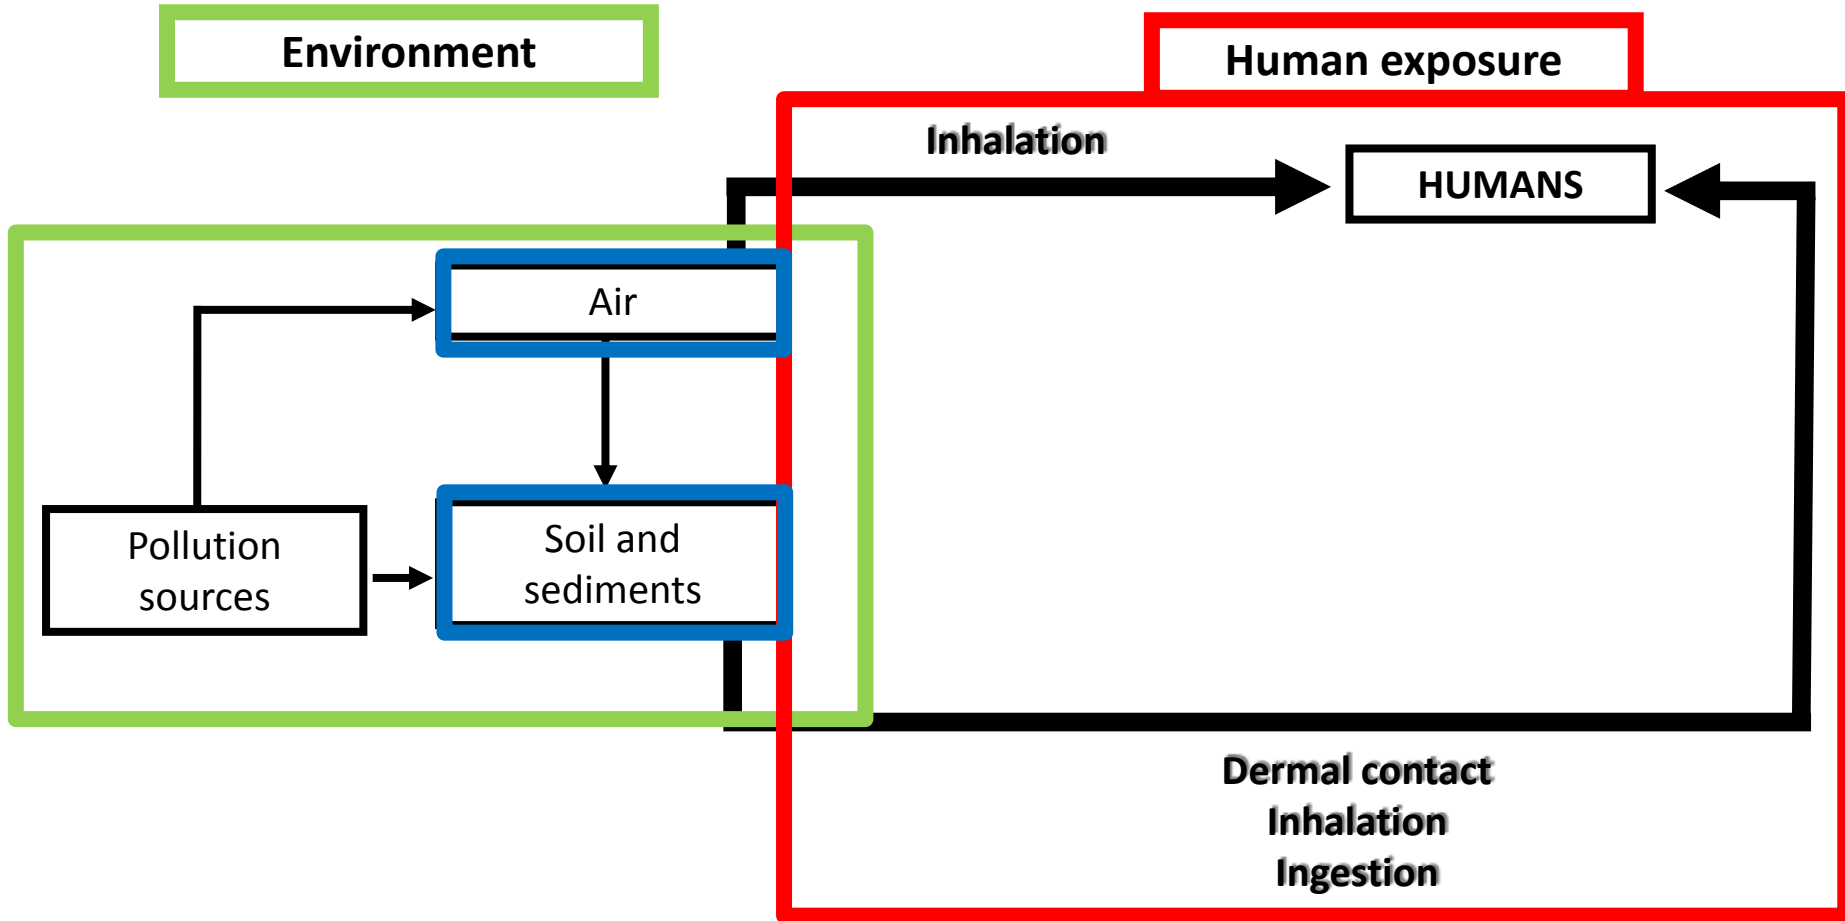 Environment
Human exposure
Inhalation
HUMANS
Air
Pollution
sources
Soil and
sediments
Dermal contact
Inhalation
Ingestion